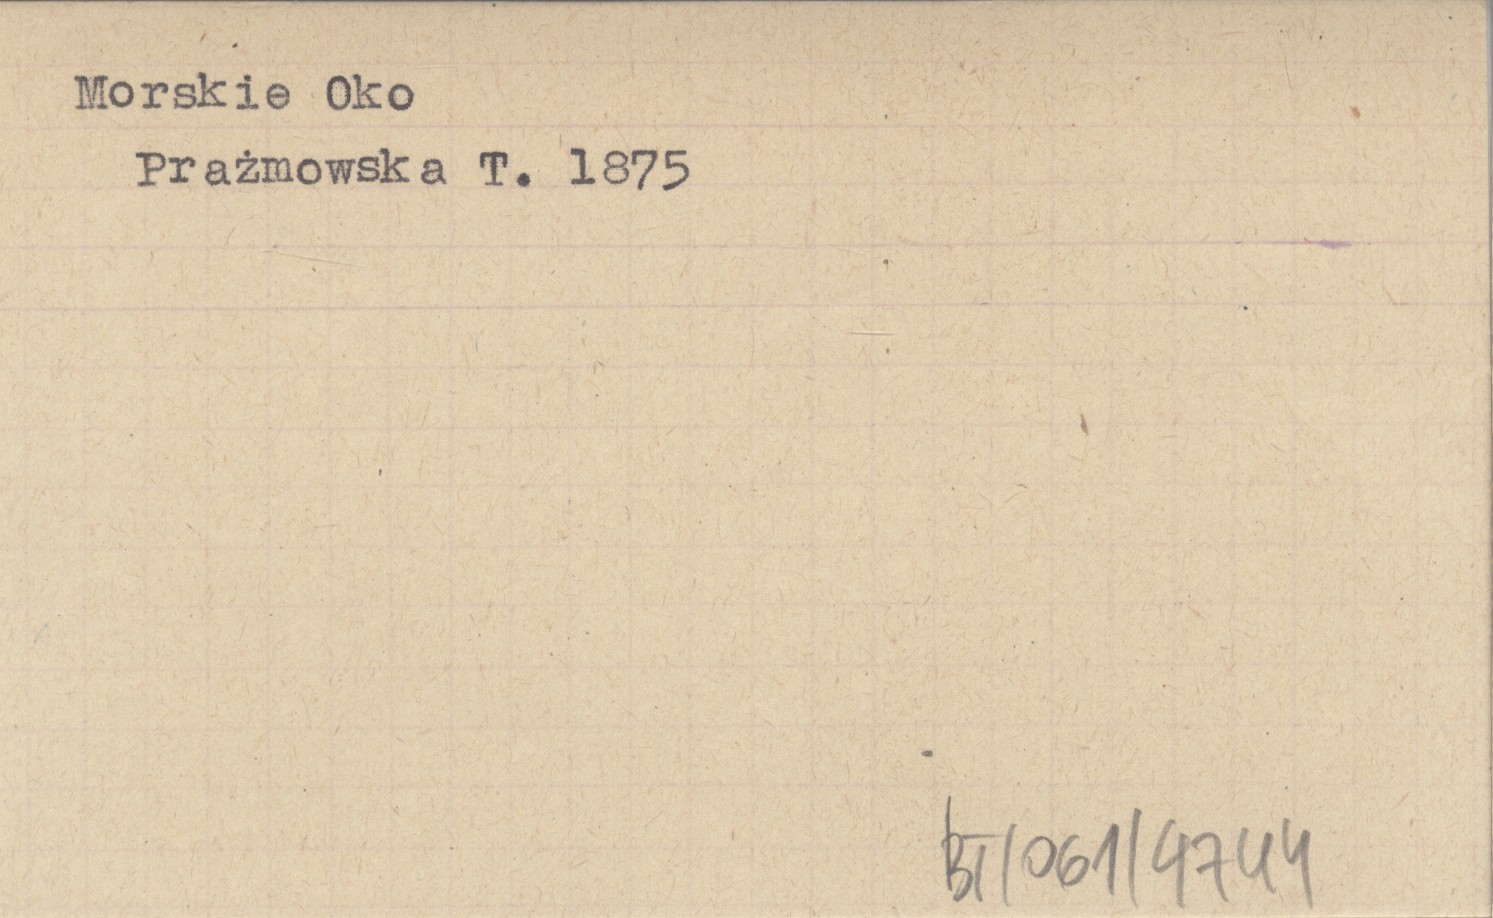 Morskie Oko
Prażmowska T. 1875
BT/061/4744